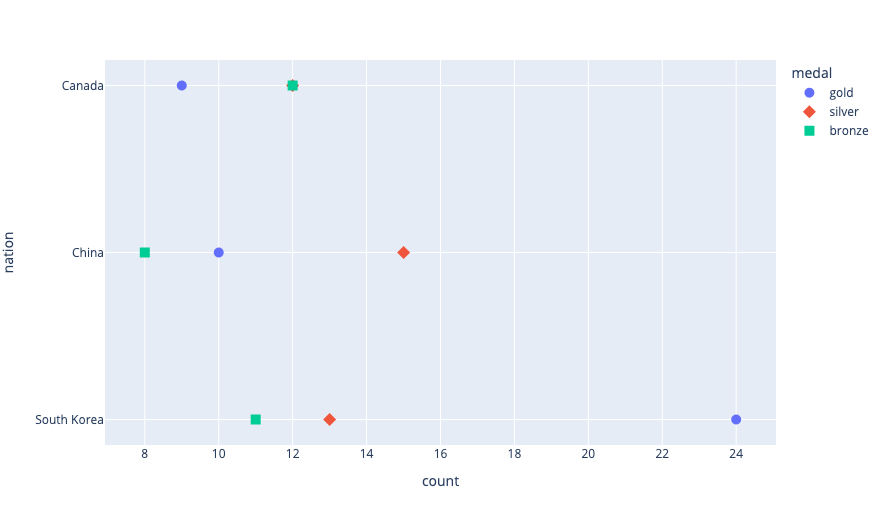 medal
gold
silver
bronze
nation
Canada
China
South Korea
8 10 12 14 16 18 20 22 24
count